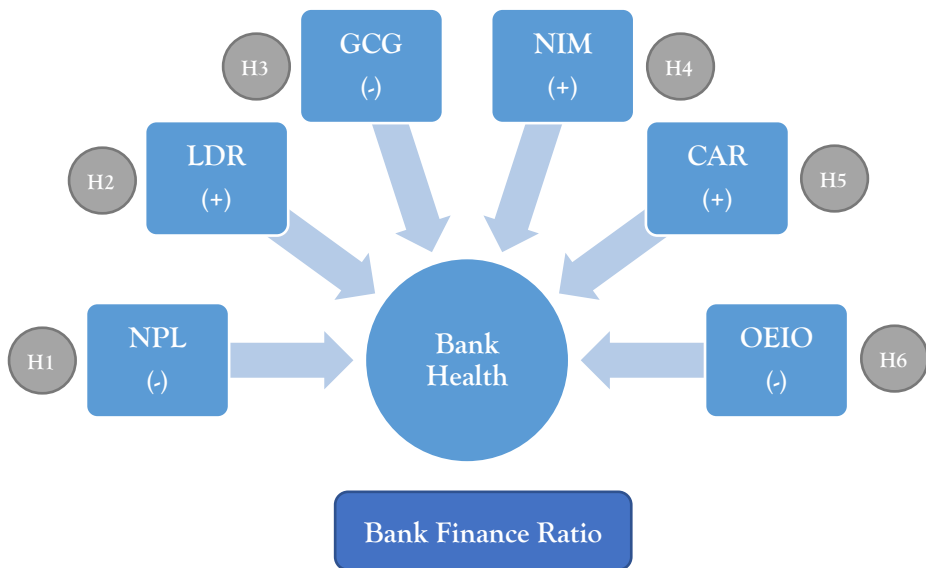 H3
GCG
(-)
NIM
(+)
H4
H2
LDR
(+)
CAR
(+)
H5
H1
NPL
(-)
Bank
Health
OEIO
(-)
H6
Bank Finance Ratio